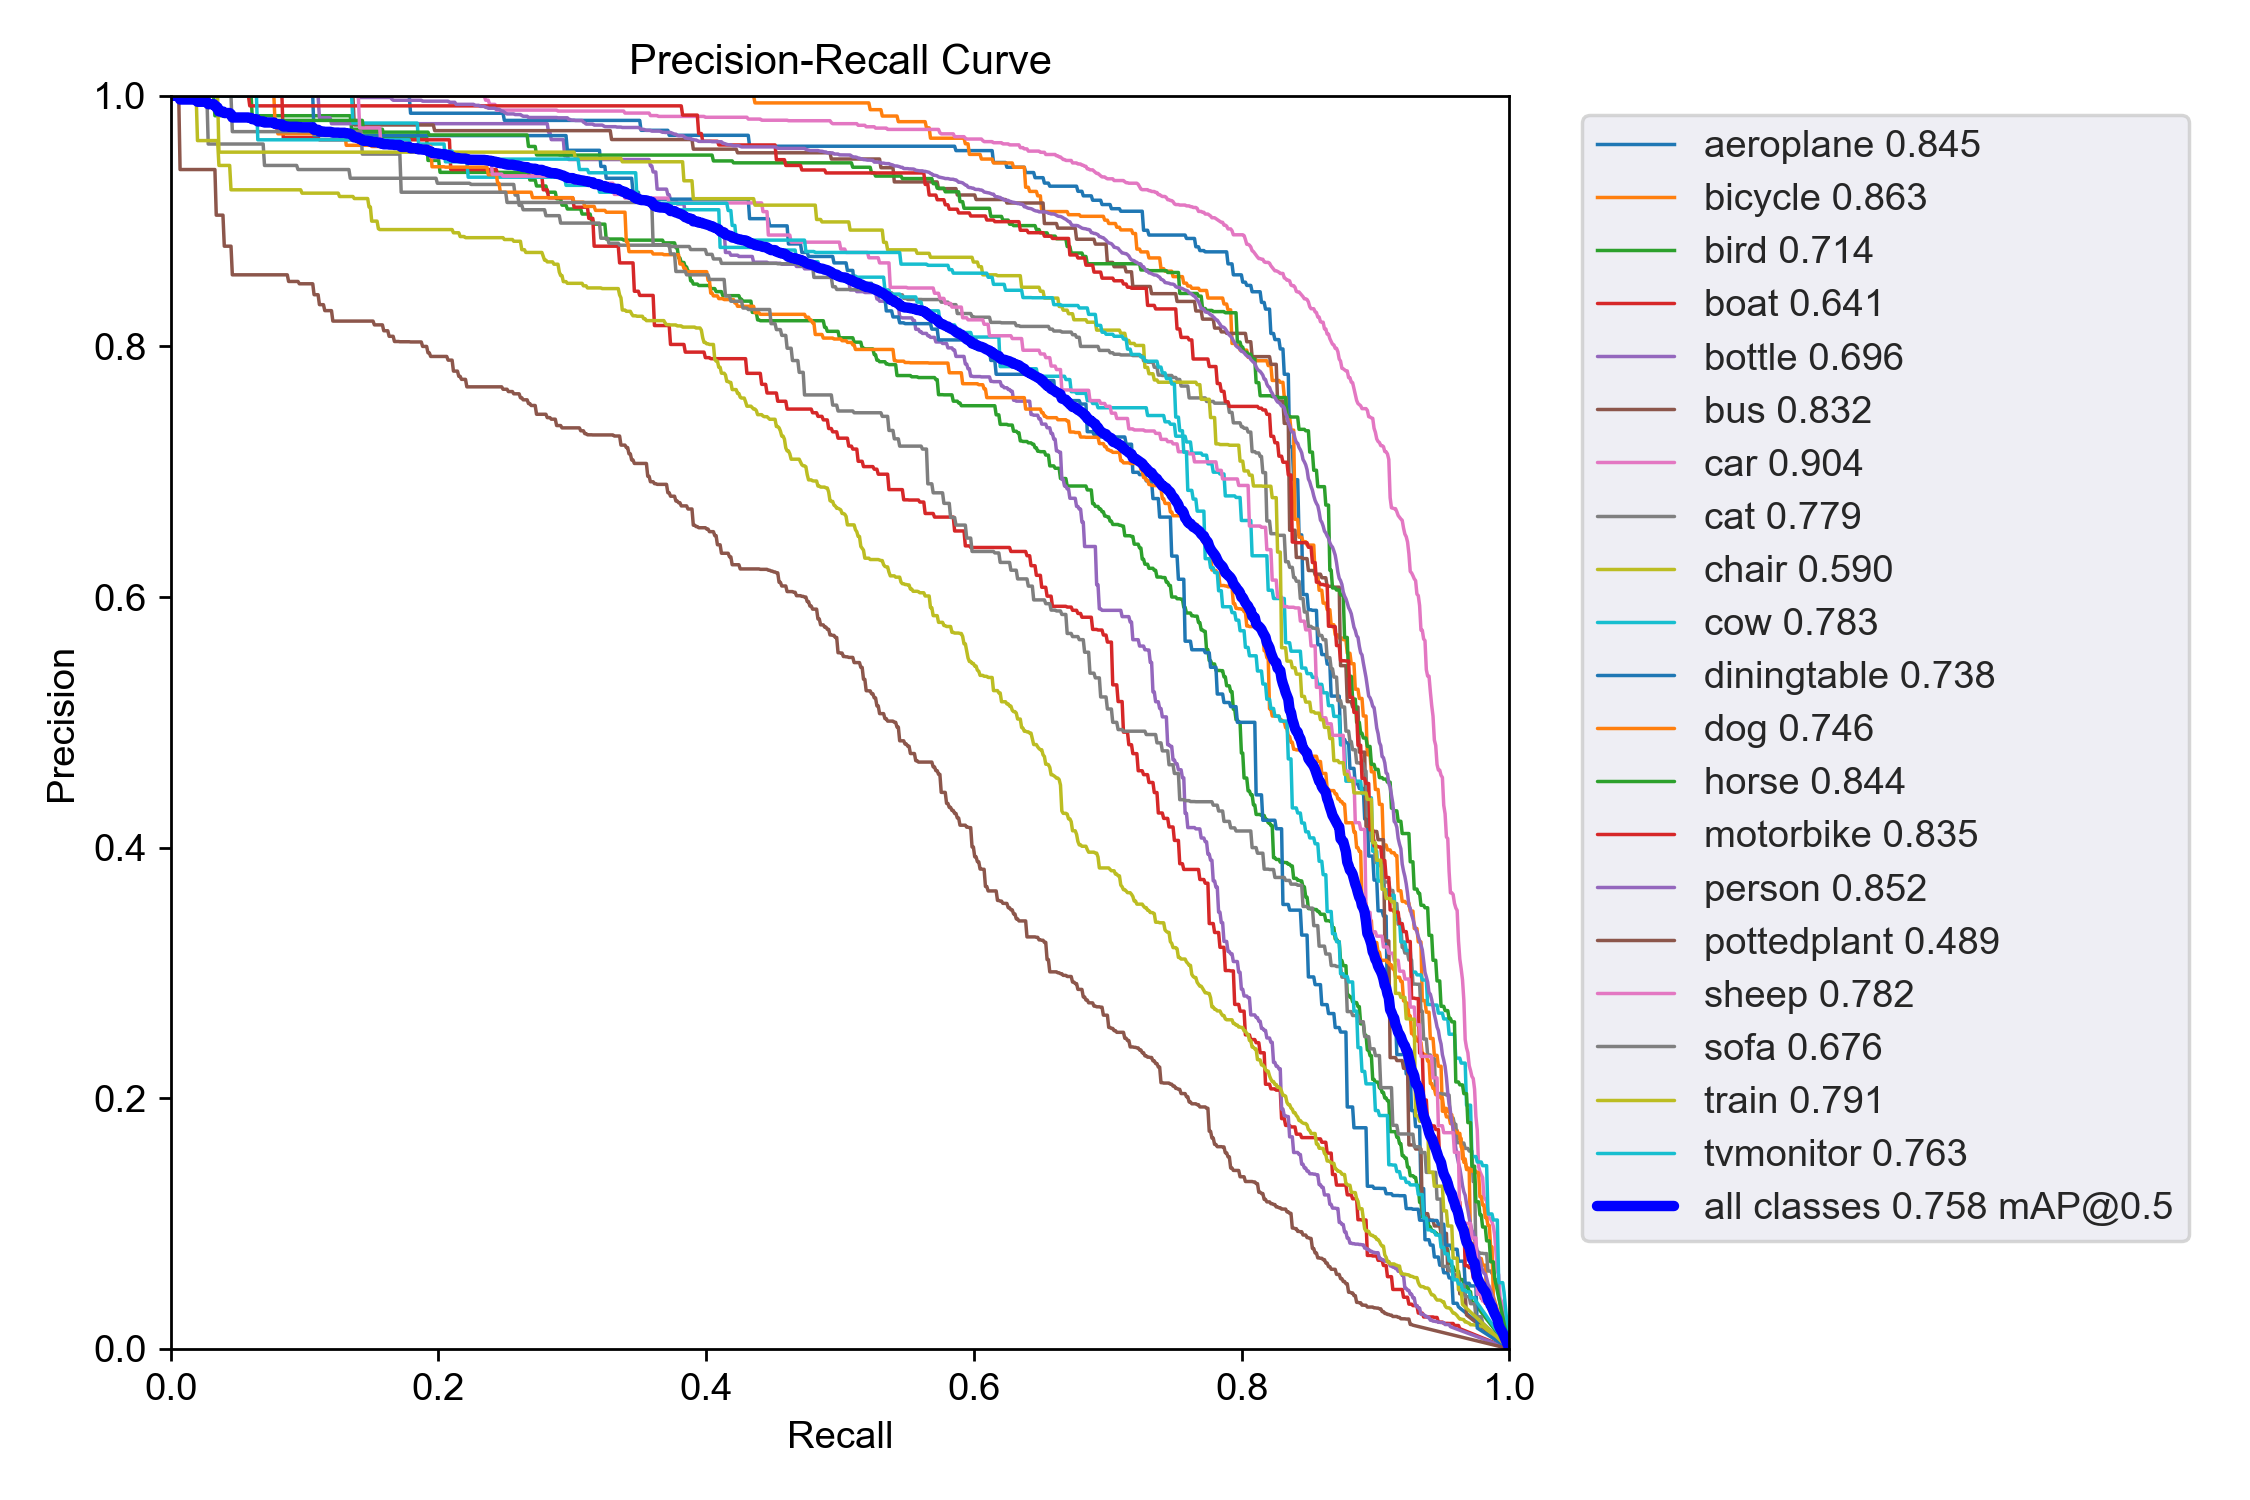 Precision-Recall Curve
1.0
0.8
0.6
0.4
0.2
0.0
Precision
0.0 0.2 0.4 0.6 0.8 1.0
Recall
aeroplane 0.845
bicycle 0.863
bird 0.714
boat 0.641
bottle 0.696
bus 0.832
car 0.904
cat 0.779
chair 0.590
cow 0.783
diningtable 0.738
dog 0.746
horse 0.844
motorbike 0.835
person 0.852
pottedplant 0.489
sheep 0.782
sofa 0.676
train 0.791
tvmonitor 0.763
all classes 0.758 mAP@0.5